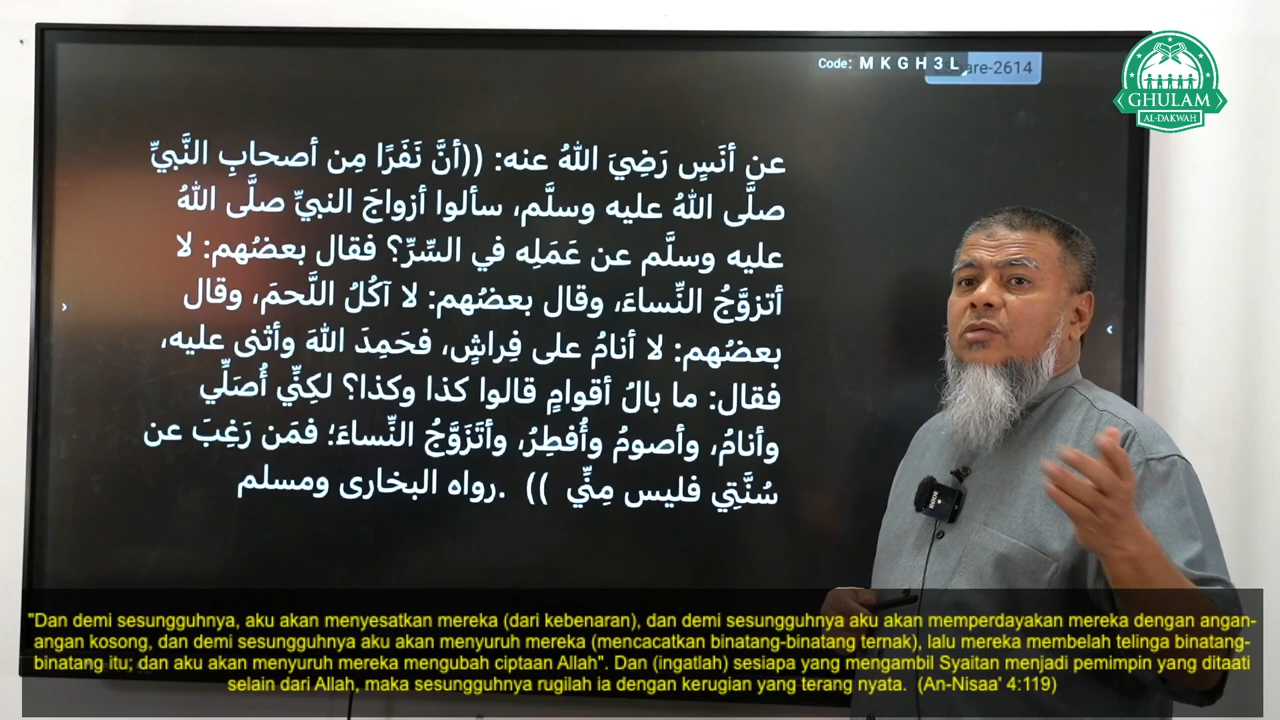 Code: MKGH3L
are-2614
GHULAM
AL-DAKWAH
عن أنَسٍ رَضِيَ اللهُ عنه: ((أنَّ نَفَرًا مِن أصحابِ النَّبيِّ
صلَّى اللهُ عليه وسلَّم، سألوا أزواجَ النبيِّ صلَّى اللهُ
عليه وسلَّم عن عَمَلِه في السِّرِّ؟ فقال بعضُهم: لا
أتزوَّجُ النِّساءَ، وقال بعضُهم: لا آكُلُ اللَّحمَ، وقال
بعضُهم: لا أنامُ على فِراشٍ، فحَمِدَ اللهَ وأثنى عليه،
فقال: ما بالُ أقوامٍ قالوا كذا وكذا؟ لكِنِّي أُصَلِّي
وأنامُ، وأصومُ وأُفطِرُ، وأتَزَوَّجُ النِّساءَ؛ فمَن رَغِبَ عن
سُنَّتِي فليس مِنِّي )) .رواه البخارى ومسلم
"Dan demi sesungguhnya, aku akan menyesatkan mereka (dari kebenaran), dan demi sesungguhnya aku akan memperdayakan mereka dengan angan-
angan kosong, dan demi sesungguhnya aku akan menyuruh mereka (mencacatkan binatang-binatang ternak), lalu mereka membelah telinga binatang-
binatang itu; dan aku akan menyuruh mereka mengubah ciptaan Allah". Dan (ingatlah) sesiapa yang mengambil Syaitan menjadi pemimpin yang ditaati
selain dari Allah, maka sesungguhnya rugilah ia dengan kerugian yang terang nyata. (An-Nisaa' 4:119)